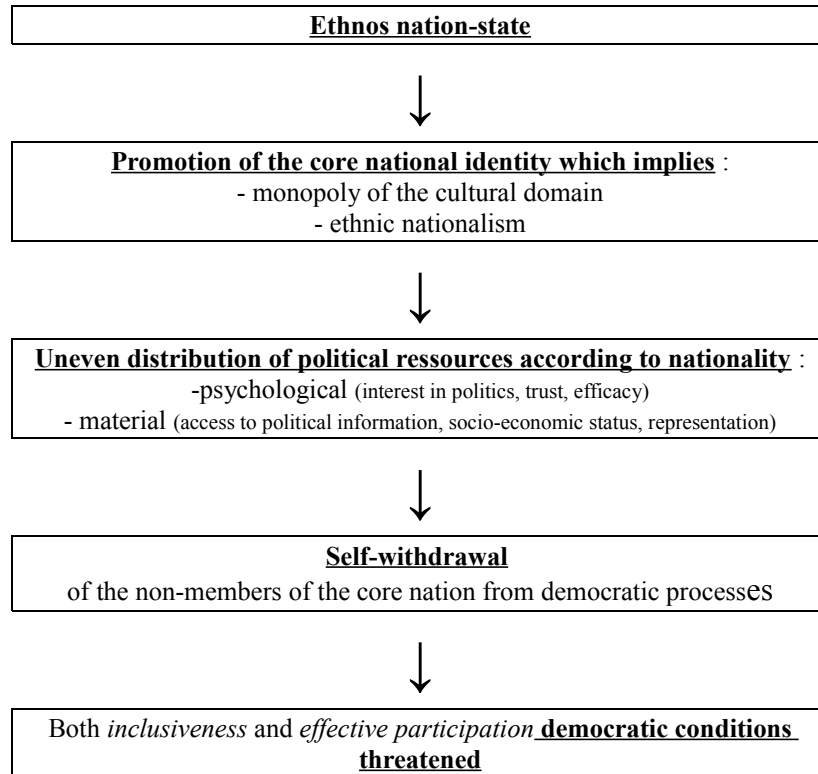 Ethnos nation-state
↓
Promotion of the core national identity which implies :
- monopoly of the cultural domain
- ethnic nationalism
↓
Uneven distribution of political ressources according to nationality :
-psychological (interest in politics, trust, efficacy)
- material (access to political information, socio-economic status, representation)
↓
Self-withdrawal
of the non-members of the core nation from democratic processes
↓
Both inclusiveness and effective participation democratic conditions
threatened